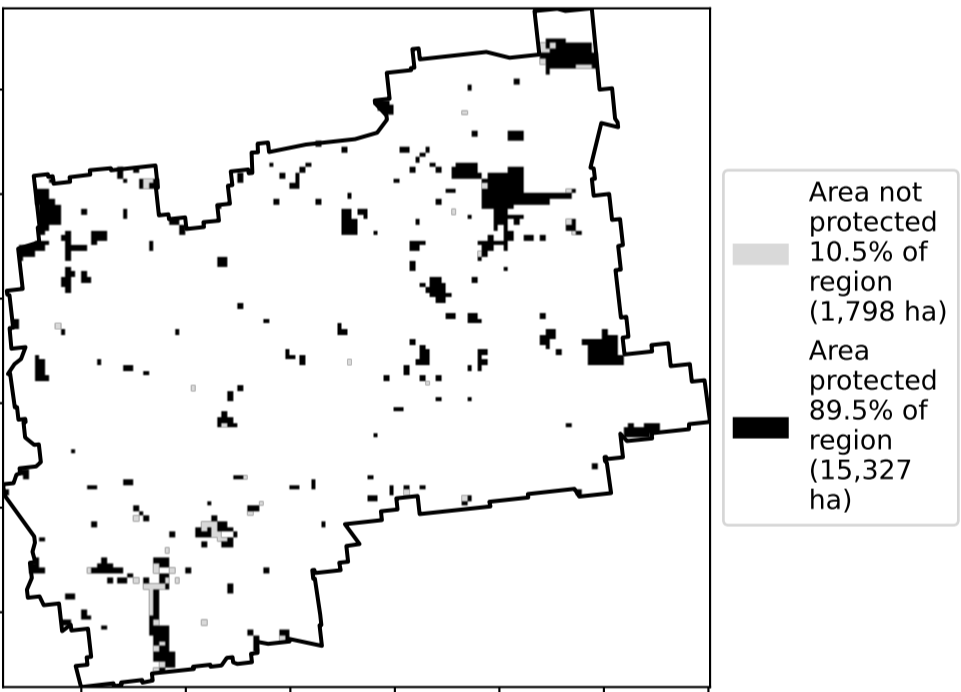 Area not
protected
10.5% of
region
(1,798 ha)
Area
protected
89.5% of
region
(15,327
ha)